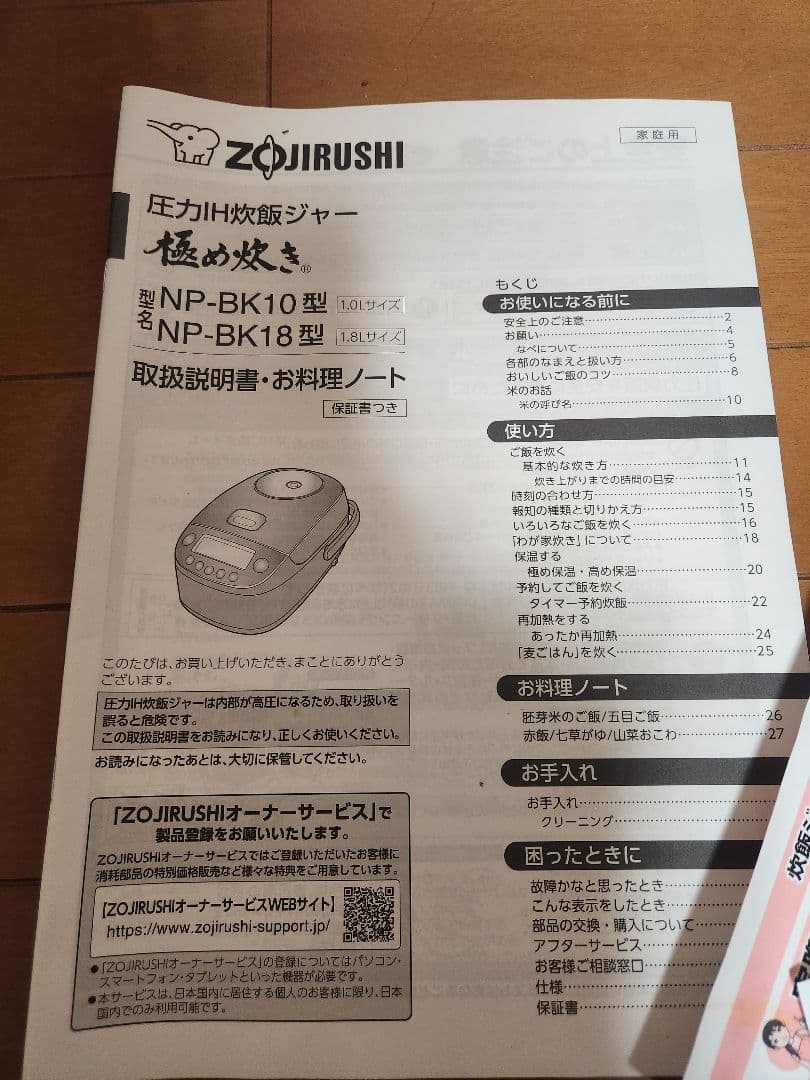 ZOJIRUSHI
家庭用
圧力IH炊飯ジャー
極め炊き®
型名 NP-BK10型 1.0Lサイズ
NP-BK18型 1.8Lサイズ
取扱説明書・お料理ノート
保証書つき
このたびは、お買い上げいただき、まことにありがとう
ございます。
圧力IH炊飯ジャーは内部が高圧になるため、取り扱いを
誤ると危険です。
この取扱説明書をお読みになり、正しくお使いください。
お読みになったあとは、大切に保管してください。
「ZOJIRUSHIオーナーサービス」で
製品登録をお願いいたします。
ZOJIRUSHIオーナーサービスではご登録いただいたお客様に
消耗部品の特別価格販売など様々な特典をご用意しています。
【ZOJIRUSHIオーナーサービスWEBサイト】
https://www.zojirushi-support.jp/
●「ZOJIRUSHIオーナーサービス」の登録についてはパソコン・
スマートフォン・タブレットといった機器が必要です。
●本サービスは、日本国内に居住する個人のお客様に限り、日本
国内でのみ利用可能です。
もくじ
お使いになる前に
安全上のご注意……2
お願い……4
なべについて……5
各部のなまえと扱い方……6
おいしいご飯のコツ……8
米のお話
米の呼び名……10
使い方
ご飯を炊く
基本的な炊き方……11
炊き上がりまでの時間の目安……14
時刻の合わせ方……15
報知の種類と切りかえ方……15
いろいろなご飯を炊く……16
「わが家炊き」について……18
保温する
極め保温・高め保温……20
予約してご飯を炊く
タイマー予約炊飯……22
再加熱をする
あったか再加熱……24
「麦ごはん」を炊く……25
お料理ノート
胚芽米のご飯/五目ご飯……26
赤飯/七草がゆ/山菜おこわ……27
お手入れ
お手入れ……
クリーニング……
困ったときに
故障かなと思ったとき……
こんな表示をしたとき……
部品の交換・購入について……
アフターサービス……
お客様ご相談窓口……
仕様……
保証書……
炊飯ジ